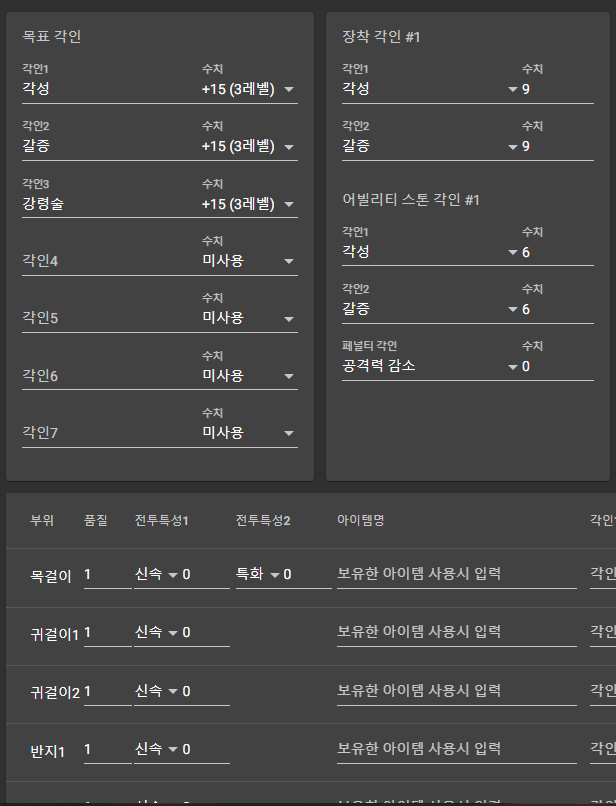 목표 각인
각인1 수치
각성 +15 (3레벨)
각인2 수치
갈증 +15 (3레벨)
각인3 수치
강령술 +15 (3레벨)
수치
각인4 미사용
수치
각인5 미사용
수치
각인6 미사용
수치
각인7 미사용
장착 각인 #1
각인1 수치
각성 9
각인2 수치
갈증 9
어빌리티 스톤 각인 #1
각인1 수치
각성 6
각인2 수치
갈증 6
페널티 각인 수치
공격력 감소 0
부위 품질 전투특성1 전투특성2 아이템명 각인
목걸이 1 신속 0 특화 0 보유한 아이템 사용시 입력 각인
귀걸이1 1 신속 0 보유한 아이템 사용시 입력 각인
귀걸이2 1 신속 0 보유한 아이템 사용시 입력 각인
반지1 1 신속 0 보유한 아이템 사용시 입력 각인